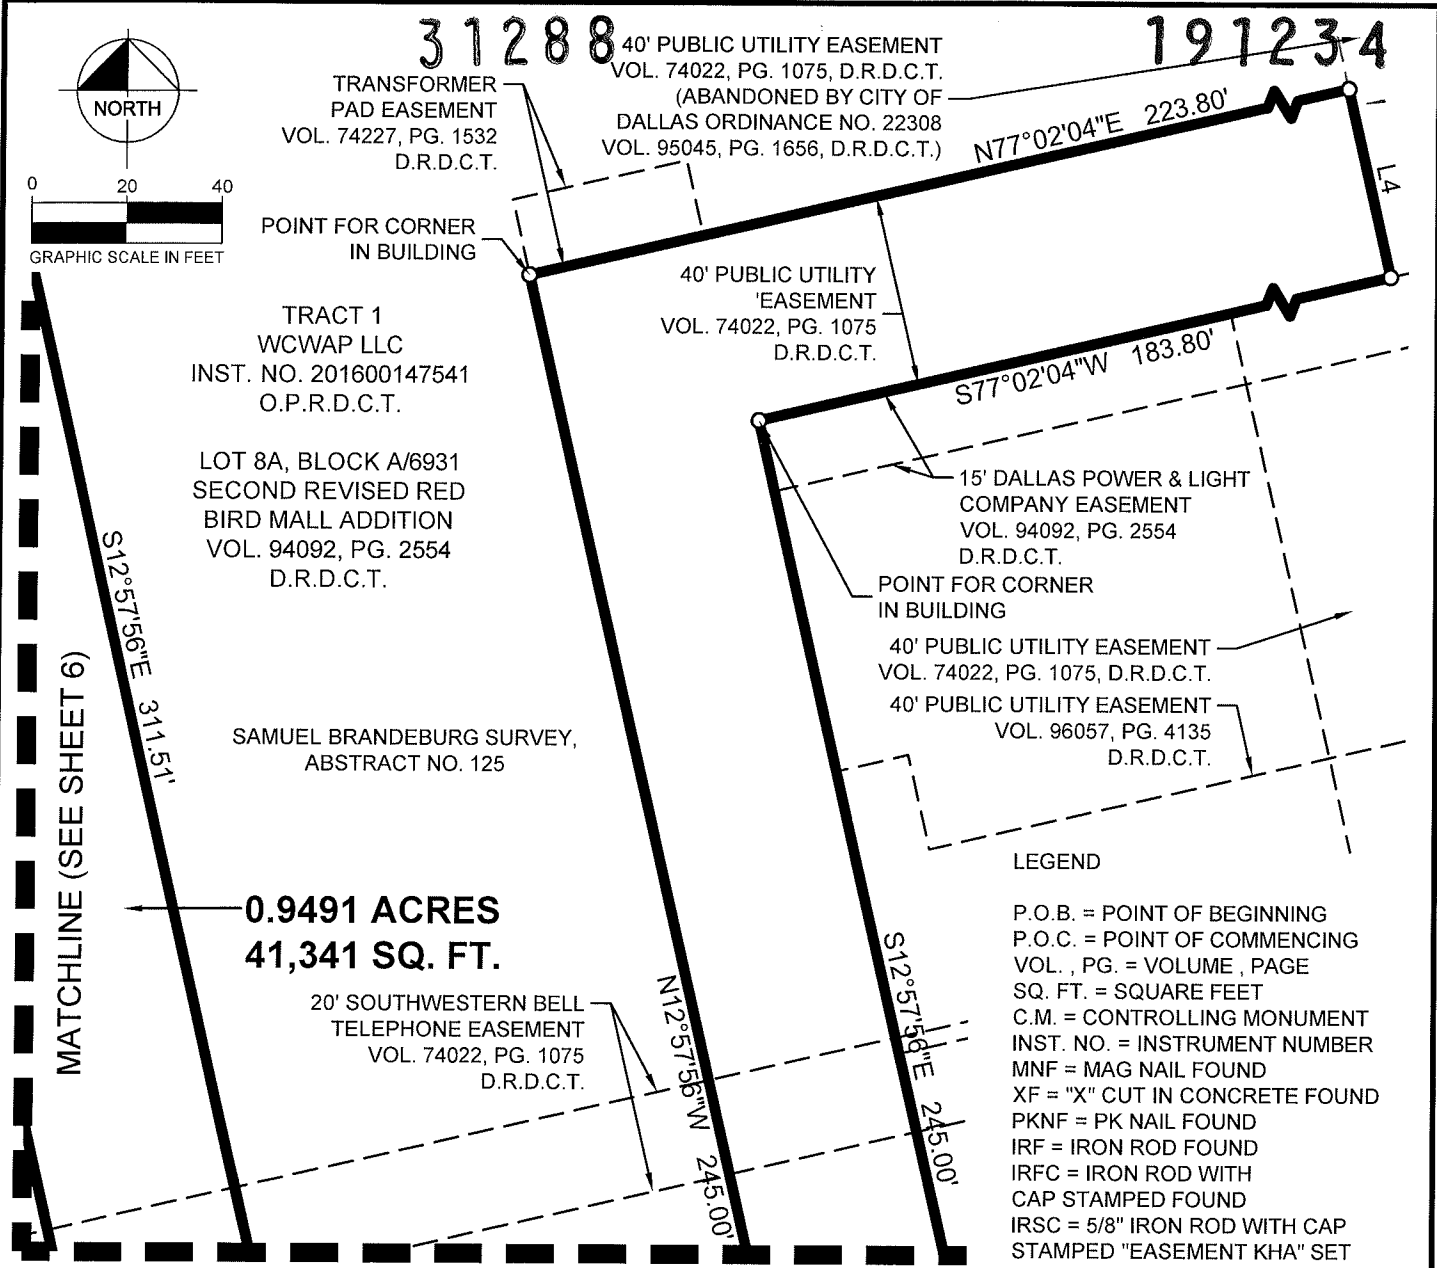 31288
191234
NORTH
0 20 40
GRAPHIC SCALE IN FEET
TRANSFORMER
PAD EASEMENT
VOL. 74227, PG. 1532
D.R.D.C.T.
40' PUBLIC UTILITY EASEMENT
VOL. 74022, PG. 1075, D.R.D.C.T.
(ABANDONED BY CITY OF
DALLAS ORDINANCE NO. 22308
VOL. 95045, PG. 1656, D.R.D.C.T.)
N77°02'04"E 223.80'
L4
POINT FOR CORNER
IN BUILDING
40' PUBLIC UTILITY
'EASEMENT
VOL. 74022, PG. 1075
D.R.D.C.T.
S77°02'04"W 183.80'
TRACT 1
WCWAP LLC
INST. NO. 201600147541
O.P.R.D.C.T.
LOT 8A, BLOCK A/6931
SECOND REVISED RED
BIRD MALL ADDITION
VOL. 94092, PG. 2554
D.R.D.C.T.
15' DALLAS POWER & LIGHT
COMPANY EASEMENT
VOL. 94092, PG. 2554
D.R.D.C.T.
POINT FOR CORNER
IN BUILDING
40' PUBLIC UTILITY EASEMENT
VOL. 74022, PG. 1075, D.R.D.C.T.
40' PUBLIC UTILITY EASEMENT
VOL. 96057, PG. 4135
D.R.D.C.T.
S12°57'56"E 311.51'
MATCHLINE (SEE SHEET 6)
SAMUEL BRANDEBURG SURVEY,
ABSTRACT NO. 125
0.9491 ACRES
41,341 SQ. FT.
20' SOUTHWESTERN BELL
TELEPHONE EASEMENT
VOL. 74022, PG. 1075
D.R.D.C.T.
N12°57'56"W 245.00'
S12°57'56"E 245.00'
LEGEND
P.O.B. = POINT OF BEGINNING
P.O.C. = POINT OF COMMENCING
VOL. , PG. = VOLUME , PAGE
SQ. FT. = SQUARE FEET
C.M. = CONTROLLING MONUMENT
INST. NO. = INSTRUMENT NUMBER
MNF = MAG NAIL FOUND
XF = "X" CUT IN CONCRETE FOUND
PKNF = PK NAIL FOUND
IRF = IRON ROD FOUND
IRFC = IRON ROD WITH
CAP STAMPED FOUND
IRSC = 5/8" IRON ROD WITH CAP
STAMPED "EASEMENT KHA" SET